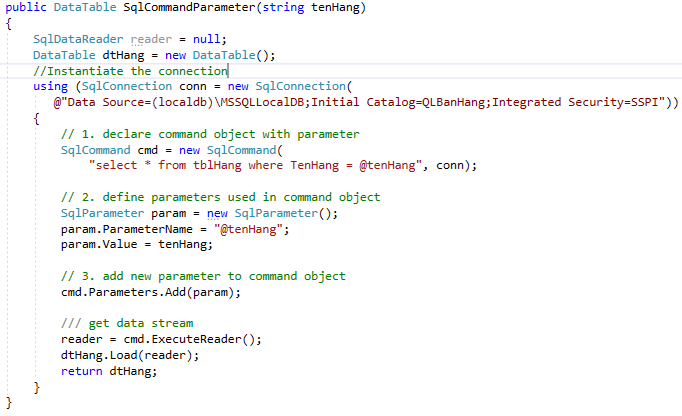 public DataTable SqlCommandParameter(string tenHang)
{
    SqlDataReader reader = null;
    DataTable dtHang = new DataTable();
    //Instantiate the connection
    using (SqlConnection conn = new SqlConnection(
       @"Data Source=(localdb)\MSSQLLocalDB;Initial Catalog=QLBanHang;Integrated Security=SSPI"))
    {
        // 1. declare command object with parameter
        SqlCommand cmd = new SqlCommand(
            "select * from tblHang where TenHang = @tenHang", conn);
        // 2. define parameters used in command object
        SqlParameter param = new SqlParameter();
        param.ParameterName = "@tenHang";
        param.Value = tenHang;
        // 3. add new parameter to command object
        cmd.Parameters.Add(param);
        /// get data stream
        reader = cmd.ExecuteReader();
        dtHang.Load(reader);
        return dtHang;
    }
}